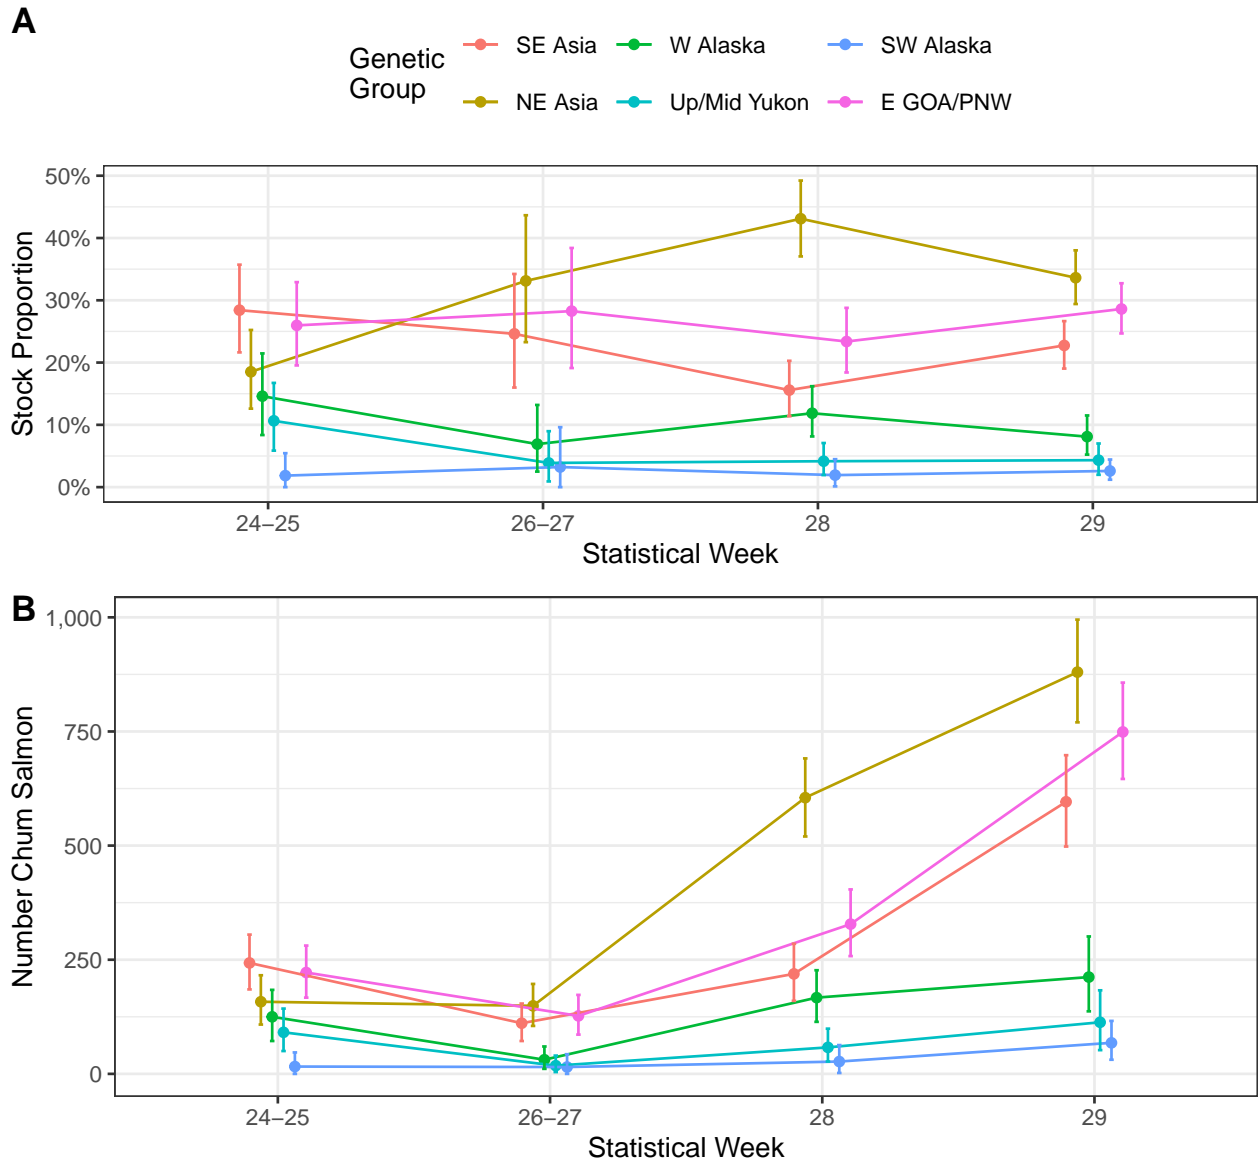 A
Genetic
Group
SE Asia
W Alaska
SW Alaska
NE Asia
Up/Mid Yukon
E GOA/PNW
Stock Proportion
50%
40%
30%
20%
10%
0%
24–25
26–27
28
29
Statistical Week
B
Number Chum Salmon
1,000
750
500
250
0
24–25
26–27
28
29
Statistical Week